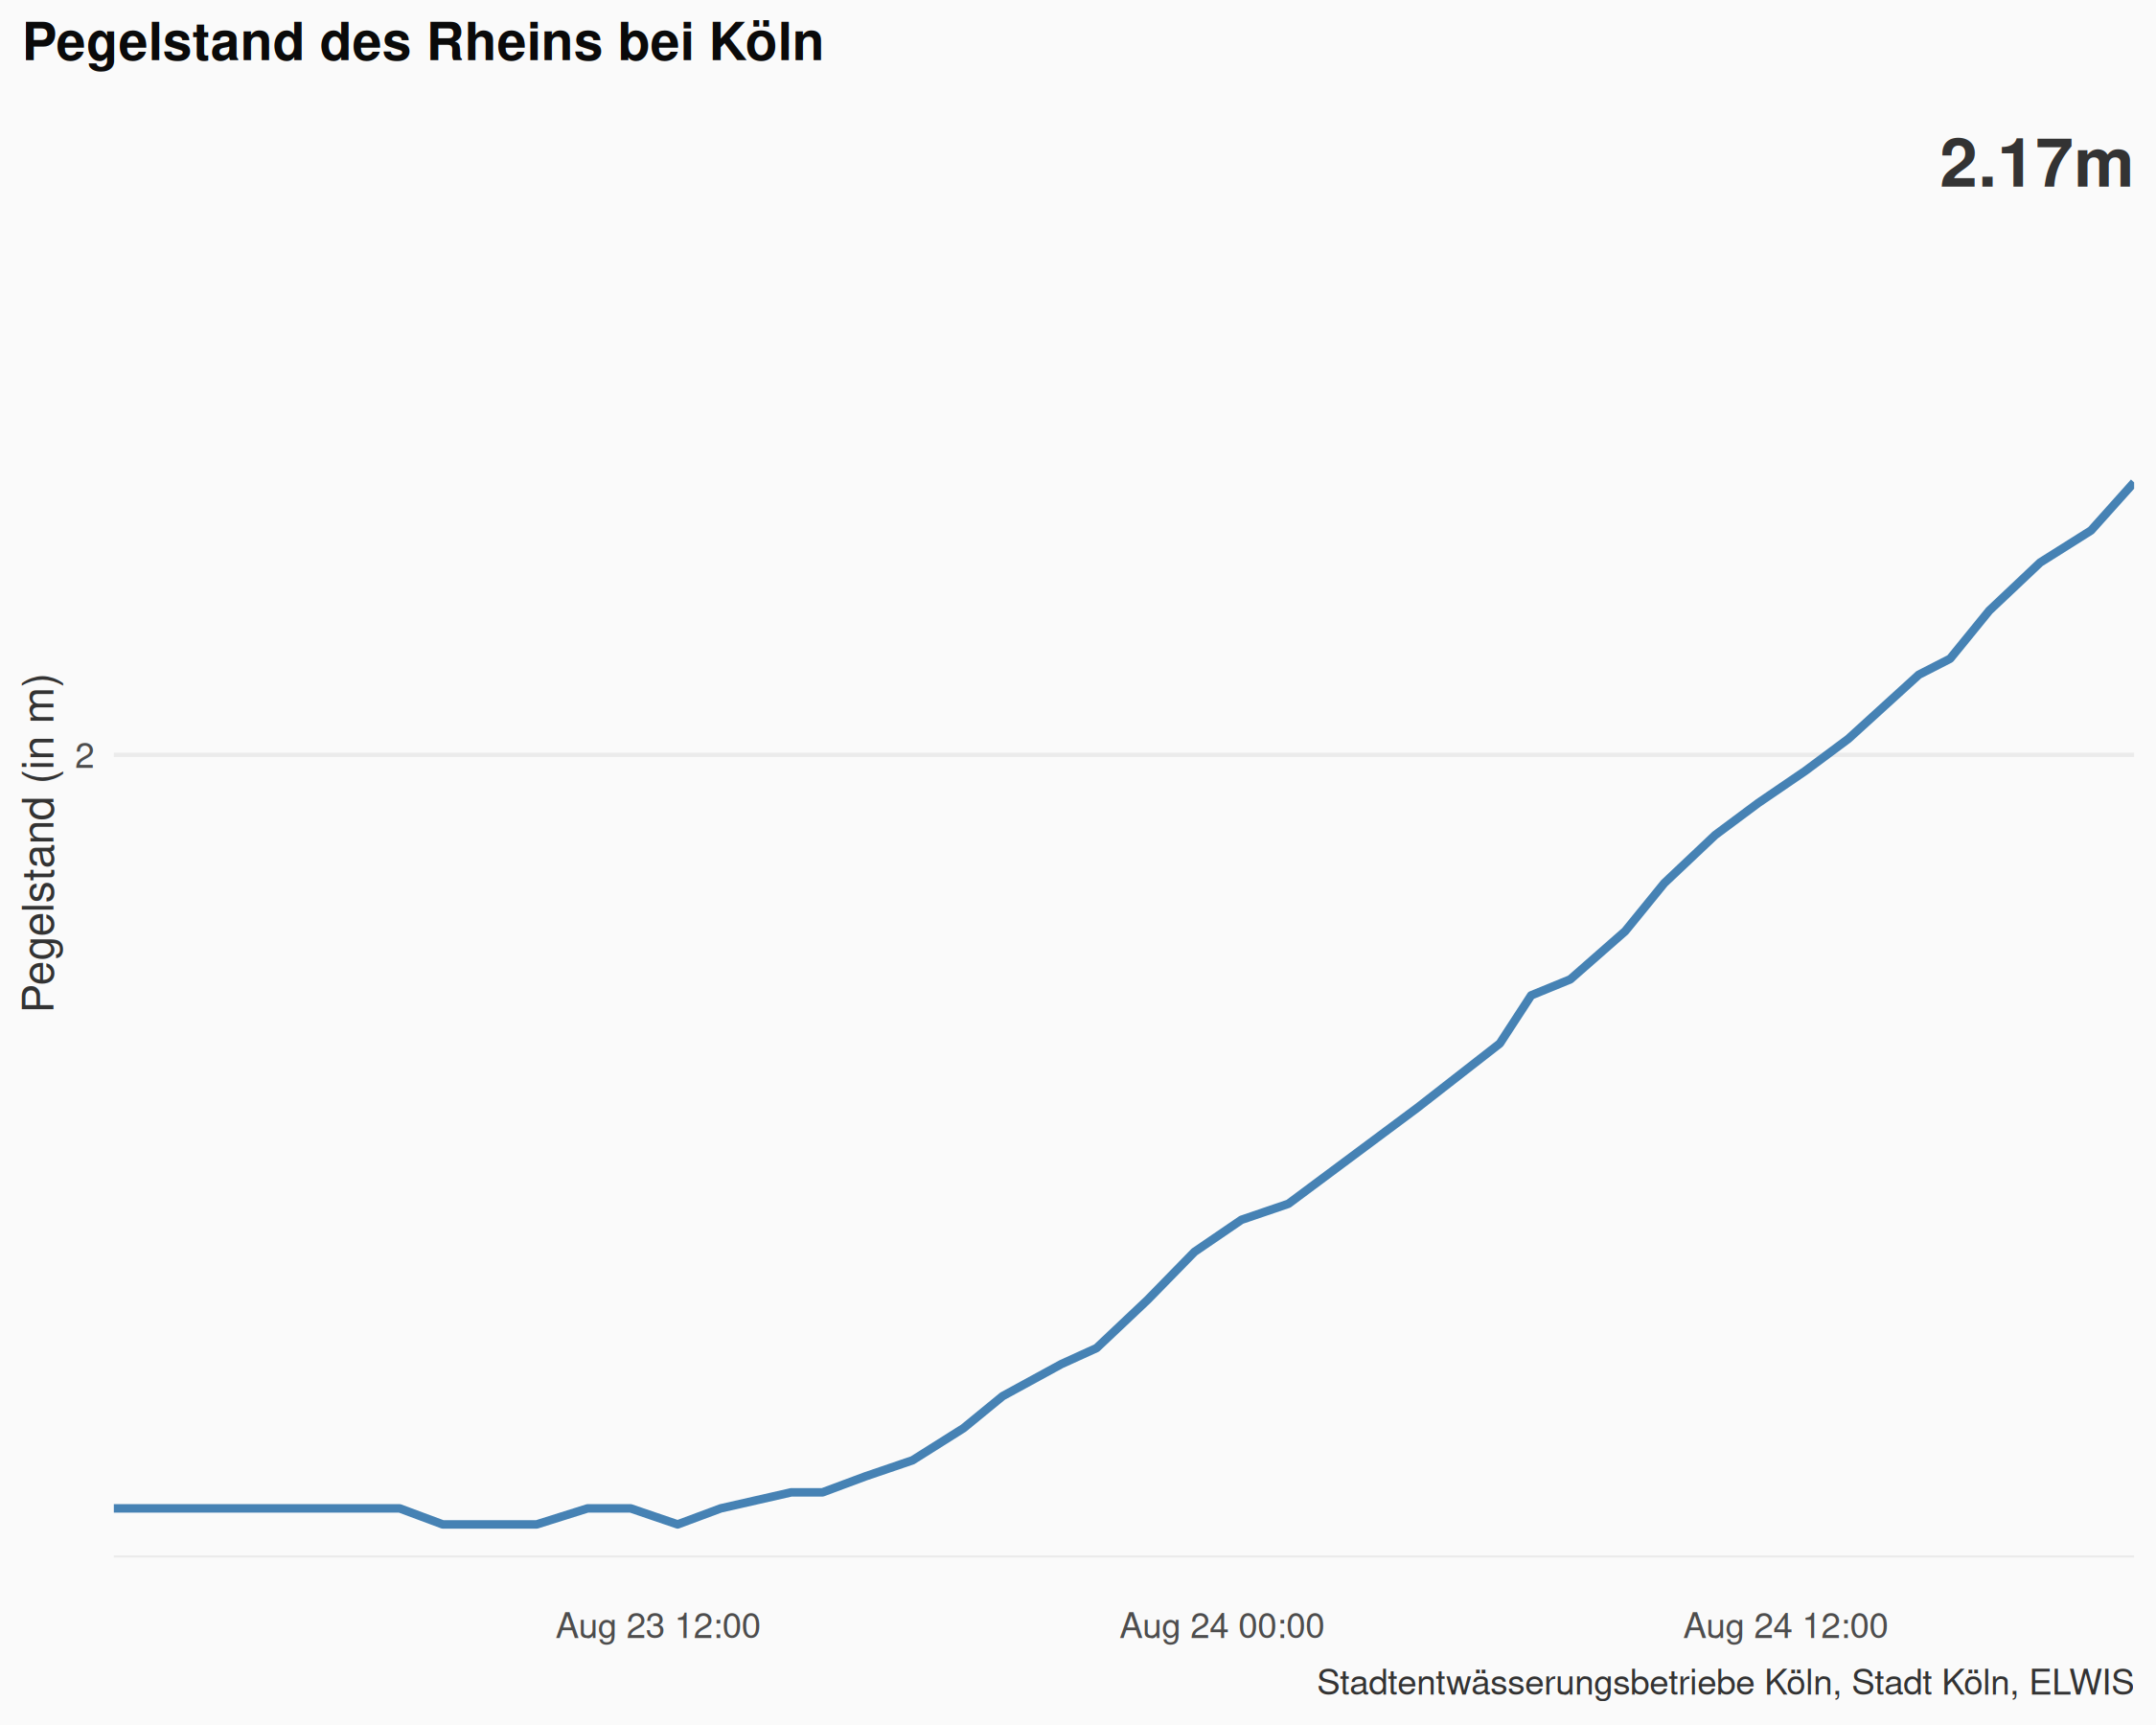 Pegelstand des Rheins bei Köln
2.17m
Pegelstand (in m)
2
Aug 23 12:00
Aug 24 00:00
Aug 24 12:00
Stadtentwässerungsbetriebe Köln, Stadt Köln, ELWIS